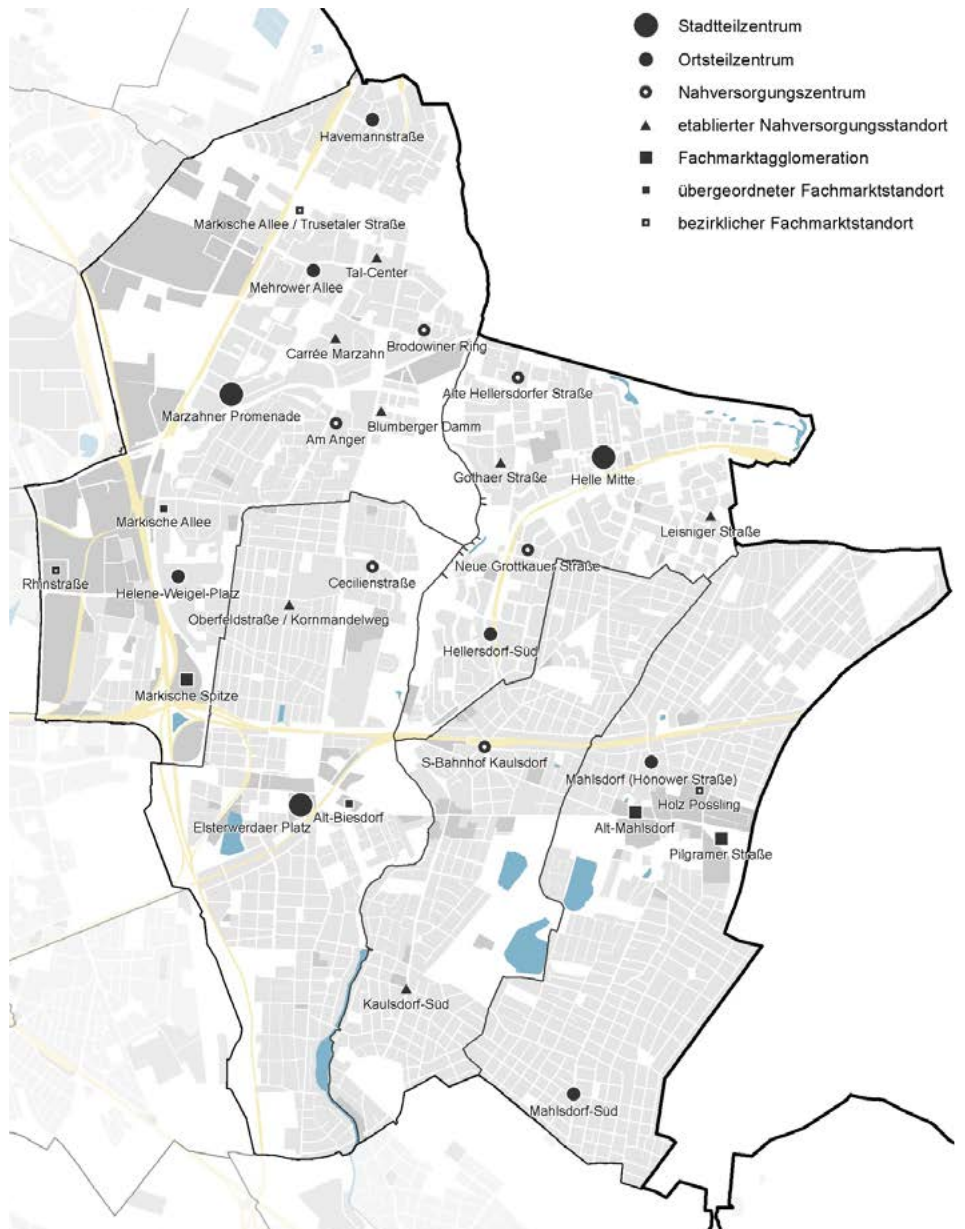 Stadtteilzentrum
Ortsteilzentrum
Nahversorgungszentrum
etablierter Nahversorgungsstandort
Fachmarktagglomeration
übergeordneter Fachmarktstandort
bezirklicher Fachmarktstandort
Havemannstraße
Märkische Allee / Trusetaler Straße
Tal-Center
Mehrower Allee
Brodowiner Ring
Carrée Marzahn
Alte Hellersdorfer Straße
Marzahner Promenade
Blumberger Damm
Am Anger
Gothaer Straße
Helle Mitte
Märkische Allee
Leisniger Straße
Neue Grottkauer Straße
Rhinstraße
Cecilienstraße
Helene-Weigel-Platz
Oberfeldstraße / Kornmandelweg
Hellersdorf-Süd
Märkische Spitze
S-Bahnhof Kaulsdorf
Mahlsdorf (Hönower Straße)
Holz Possling
Alt-Biesdorf
Elsterwerdaer Platz
Alt-Mahlsdorf
Pilgramer Straße
Kaulsdorf-Süd
Mahlsdorf-Süd